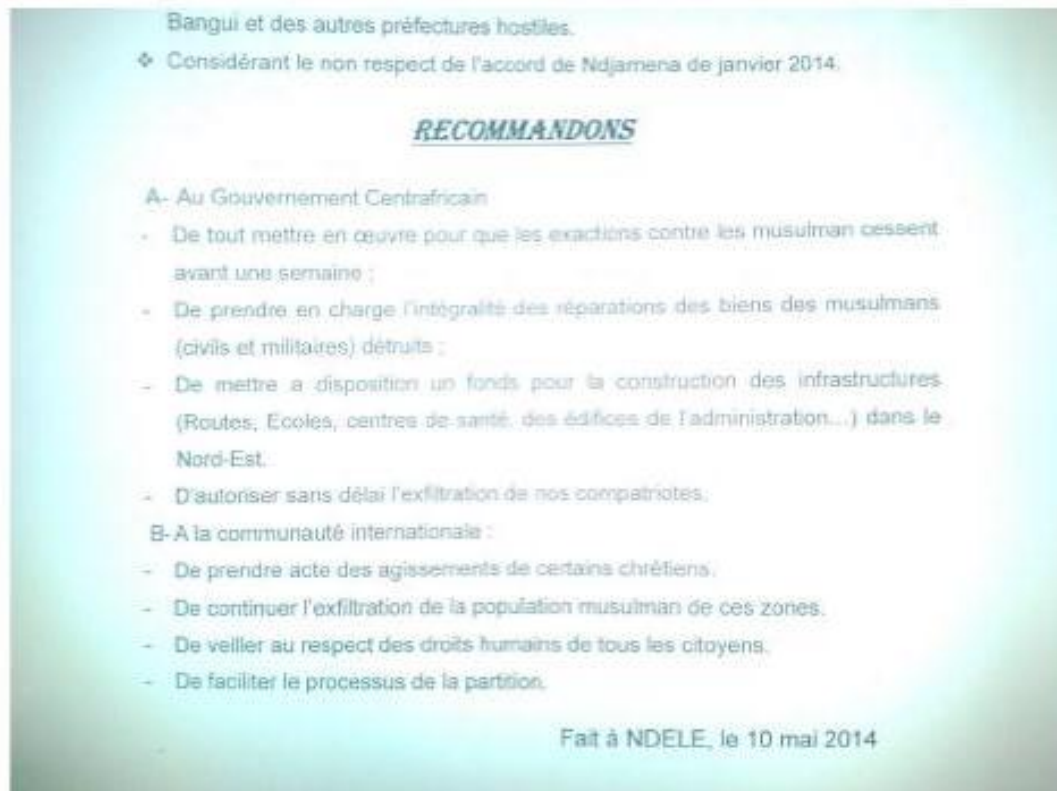 Bangui et des autres préfectures hostiles.
❖ Considérant le non respect de l'accord de Ndjamena de janvier 2014.
RECOMMANDONS
A- Au Gouvernement Centrafricain
- De tout mettre en œuvre pour que les exactions contre les musulman cessent
avant une semaine ;
- De prendre en charge l'intégralité des réparations des biens des musulmans
(civils et militaires) détruits ;
- De mettre a disposition un fonds pour la construction des infrastructures
(Routes, Ecoles, centres de santé, des édifices de l'administration...) dans le
Nord-Est.
- D'autoriser sans délai l'exfiltration de nos compatriotes.
B- A la communauté internationale :
- De prendre acte des agissements de certains chrétiens.
- De continuer l'exfiltration de la population musulman de ces zones.
- De veiller au respect des droits humains de tous les citoyens.
- De faciliter le processus de la partition.
Fait à NDELE, le 10 mai 2014